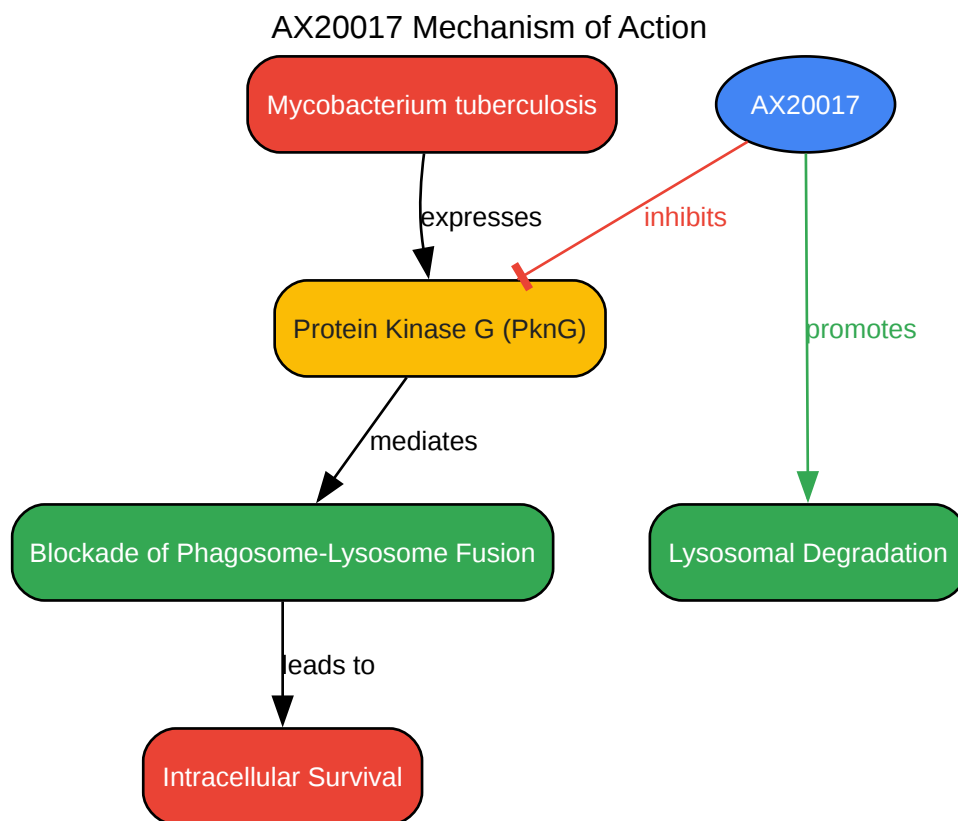 AX20017 Mechanism of Action
Mycobacterium tuberculosis
AX20017
expresses
inhibits
Protein Kinase G (PknG)
promotes
mediates
Blockade of Phagosome-Lysosome Fusion
Lysosomal Degradation
leads to
Intracellular Survival